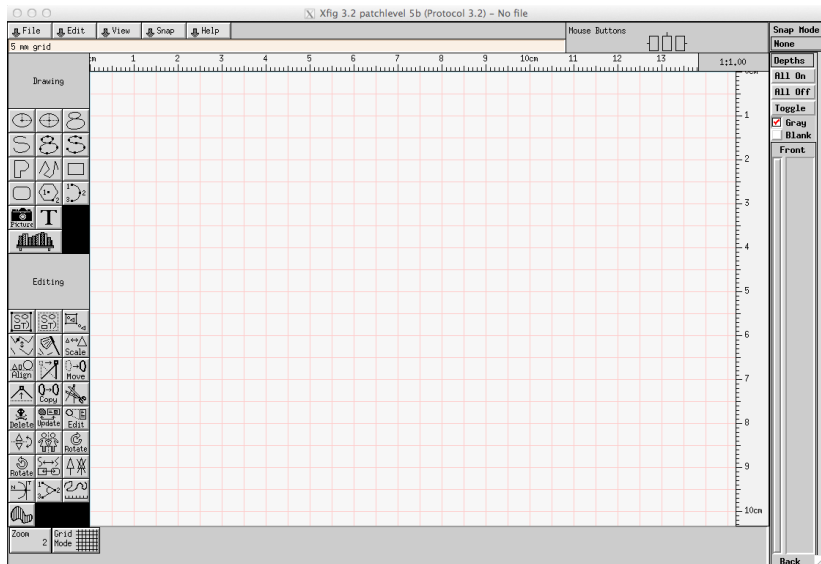 Xfig 3.2 patchlevel 5b (Protocol 3.2) – No file
File Edit View Snap Help
Mouse Buttons
Snap Mode
None
5 mm grid
1 2 3 4 5 6 7 8 9 10cm 11 12 13
1:1.00
Depths
All On
All Off
Toggle
Gray
Blank
Front
Drawing
Picture
T
Editing
Scale
Align
Move
Copy
Delete Update Edit
Rotate
Rotate
1
2
3
4
5
6
7
8
9
10cm
Zoom
2
Grid
Mode
Back